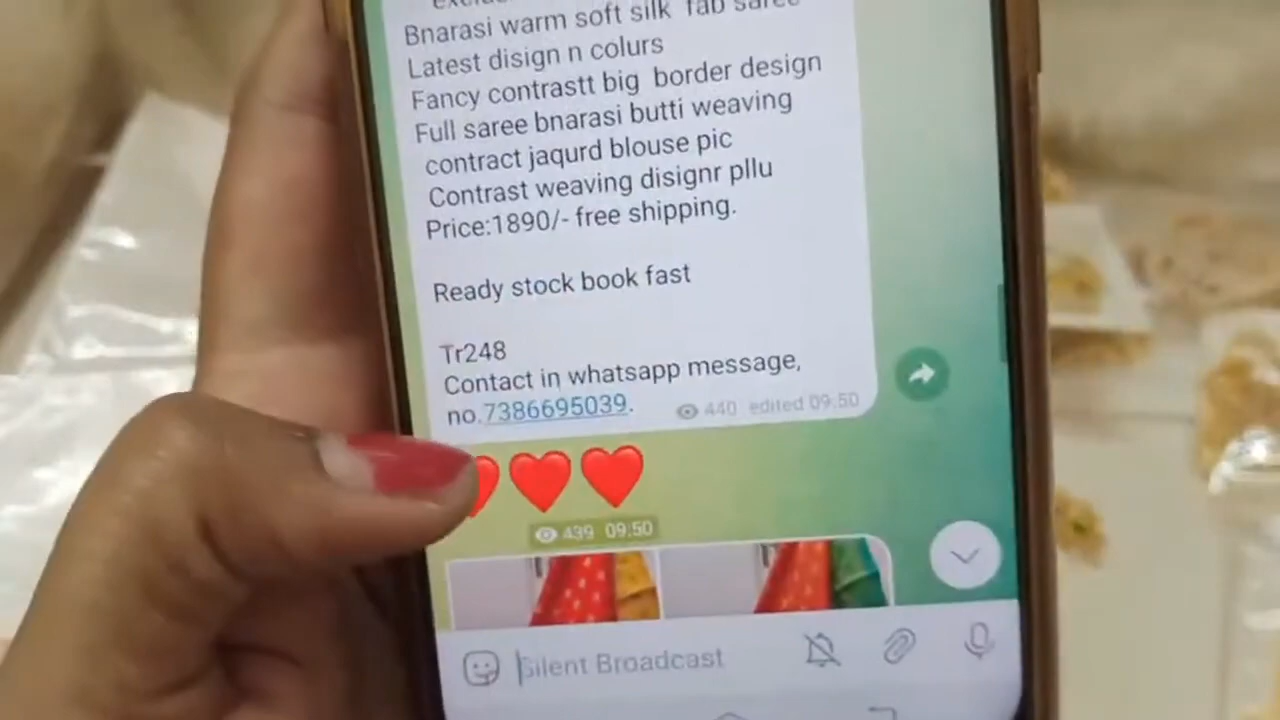 Bnarasi warm soft silk fab saree
Latest disign n colurs
Fancy contrastt big border design
Full saree bnarasi butti weaving
contract jaqurd blouse pic
Contrast weaving disignr pllu
Price:1890/- free shipping.
Ready stock book fast
Tr248
Contact in whatsapp message,
no.7386695039.
440 edited 09:50
439 09:50
Silent Broadcast